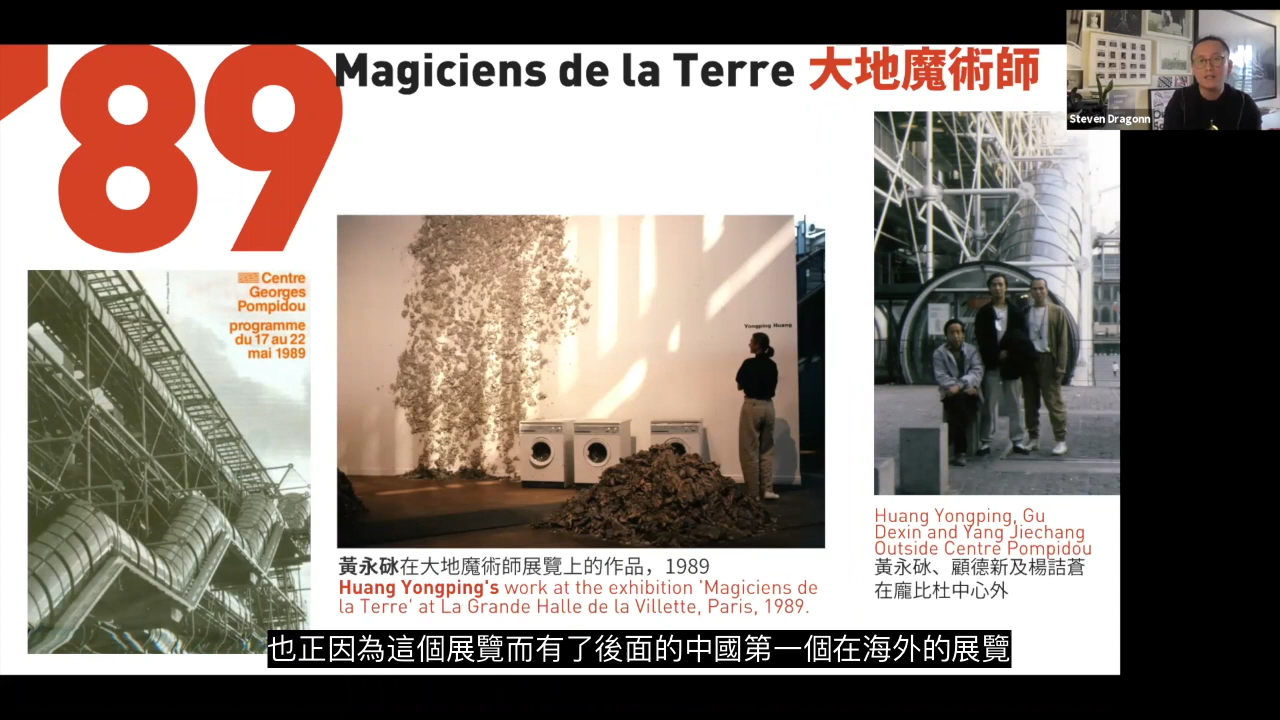 '89
Magiciens de la Terre 大地魔術師
Steven Dragonn
Centre
Georges
Pompidou
programme
du 17 au 22
mai 1989
Yongping Huang
黃永砅在大地魔術師展覽上的作品，1989
Huang Yongping's work at the exhibition 'Magiciens de
la Terre' at La Grande Halle de la Villette, Paris, 1989.
Huang Yongping, Gu
Dexin and Yang Jiechang
Outside Centre Pompidou
黃永砅、顧德新及楊詰蒼
在龐比杜中心外
也正因為這個展覽而有了後面的中國第一個在海外的展覽